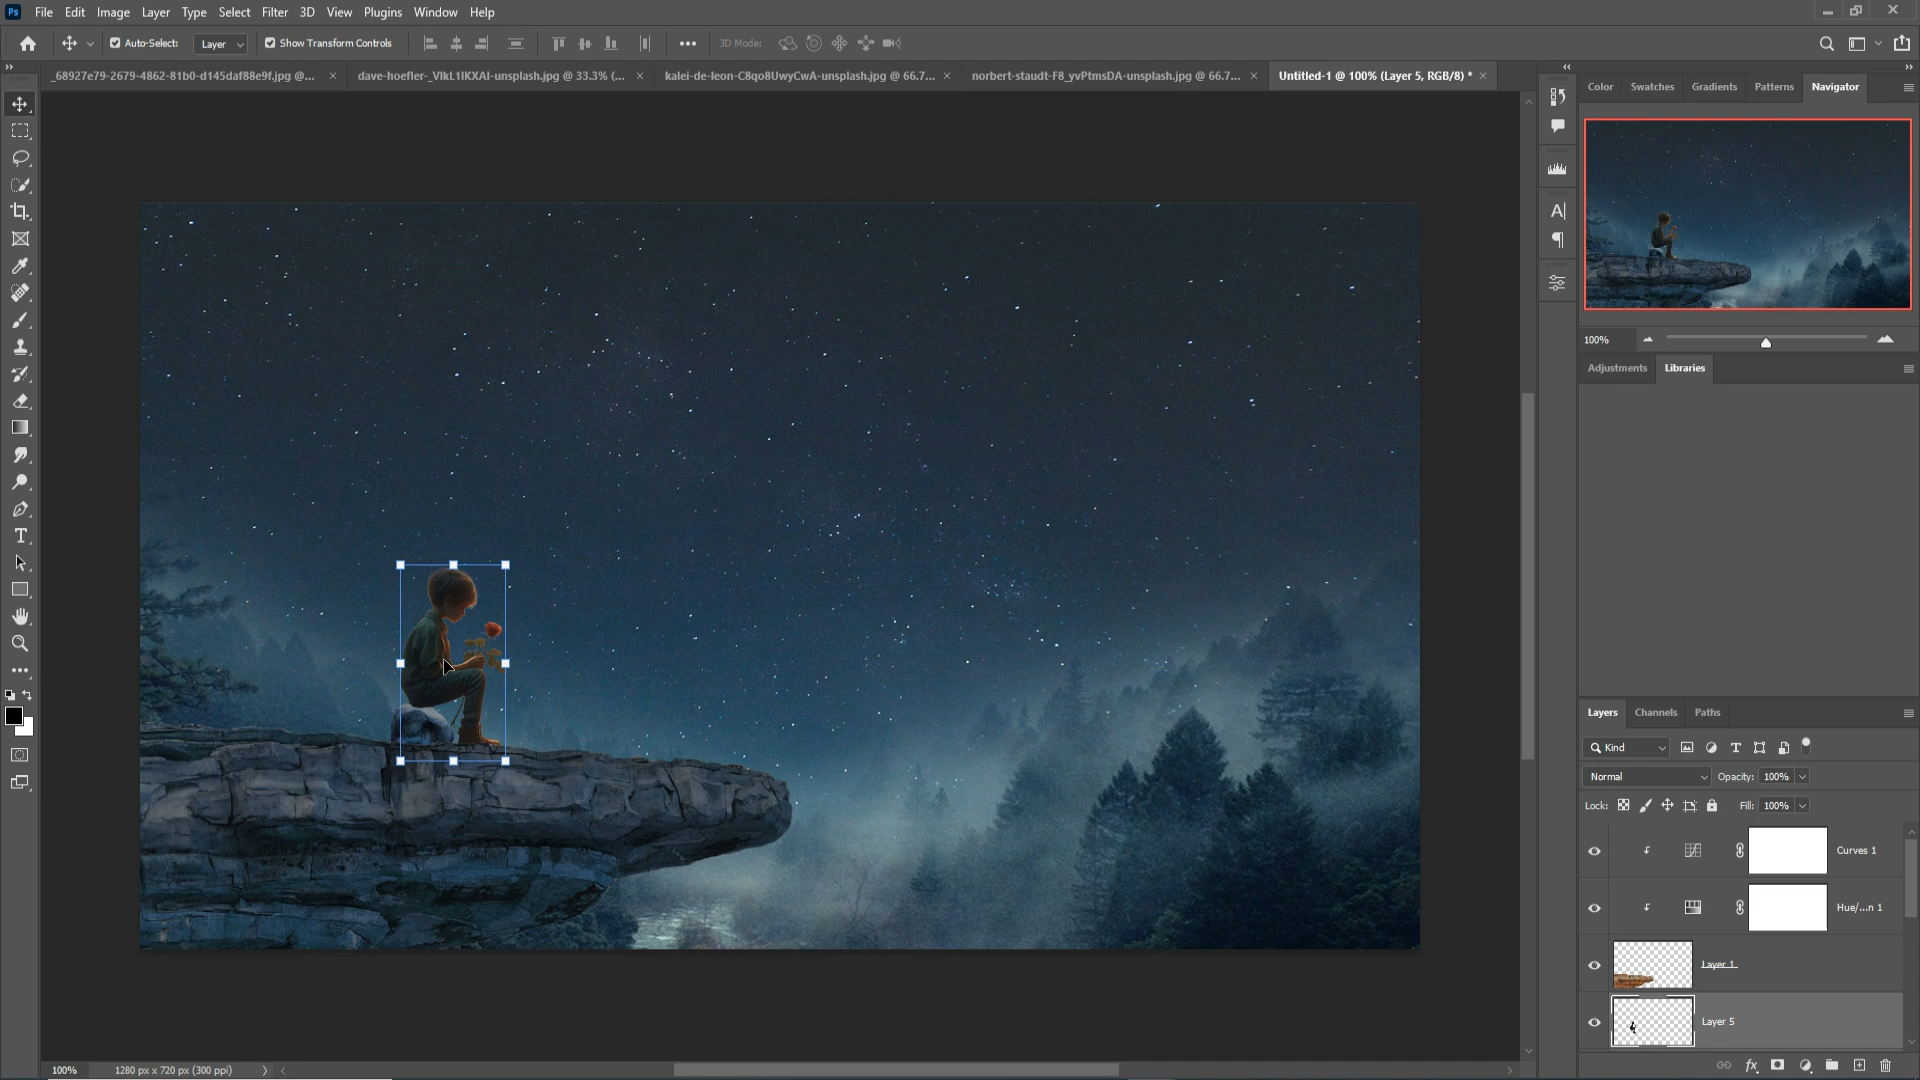 Ps File Edit Image Layer Type Select Filter 3D View Plugins Window Help
Auto-Select: Layer Show Transform Controls 3D Mode:
_68927e79-2679-4862-81b0-d145daf88e9f.jpg @... × dave-hoefler-_VlkL1lKXAI-unsplash.jpg @ 33.3% (... × kalei-de-leon-C8qo8UwyCwA-unsplash.jpg @ 66.7... × norbert-staudt-F8_yvPtmsDA-unsplash.jpg @ 66.7... × Untitled-1 @ 100% (Layer 5, RGB/8) * ×
Color Swatches Gradients Patterns Navigator
100%
Adjustments Libraries
Layers Channels Paths
Kind
Normal Opacity: 100%
Lock: Fill: 100%
Curves 1
Hue/...n 1
Layer 1
Layer 5
100% 1280 px x 720 px (300 ppi)